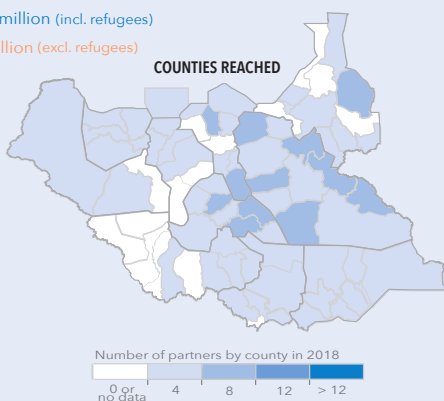 million (incl. refugees)
llion (excl. refugees)
COUNTIES REACHED
Number of partners by county in 2018
0 or no data 4 8 12 > 12